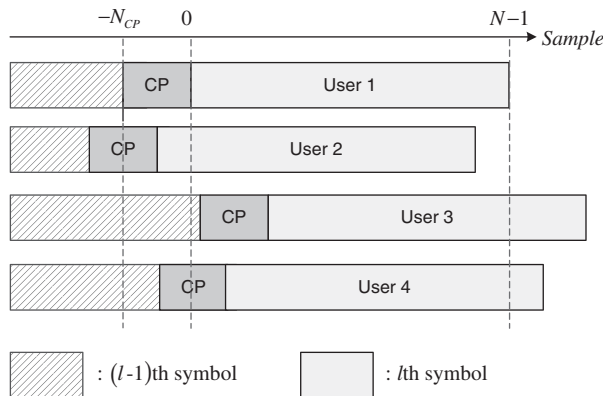 −N_CP 0 N−1
Sample
CP User 1
CP User 2
CP User 3
CP User 4
: (l-1)th symbol : lth symbol